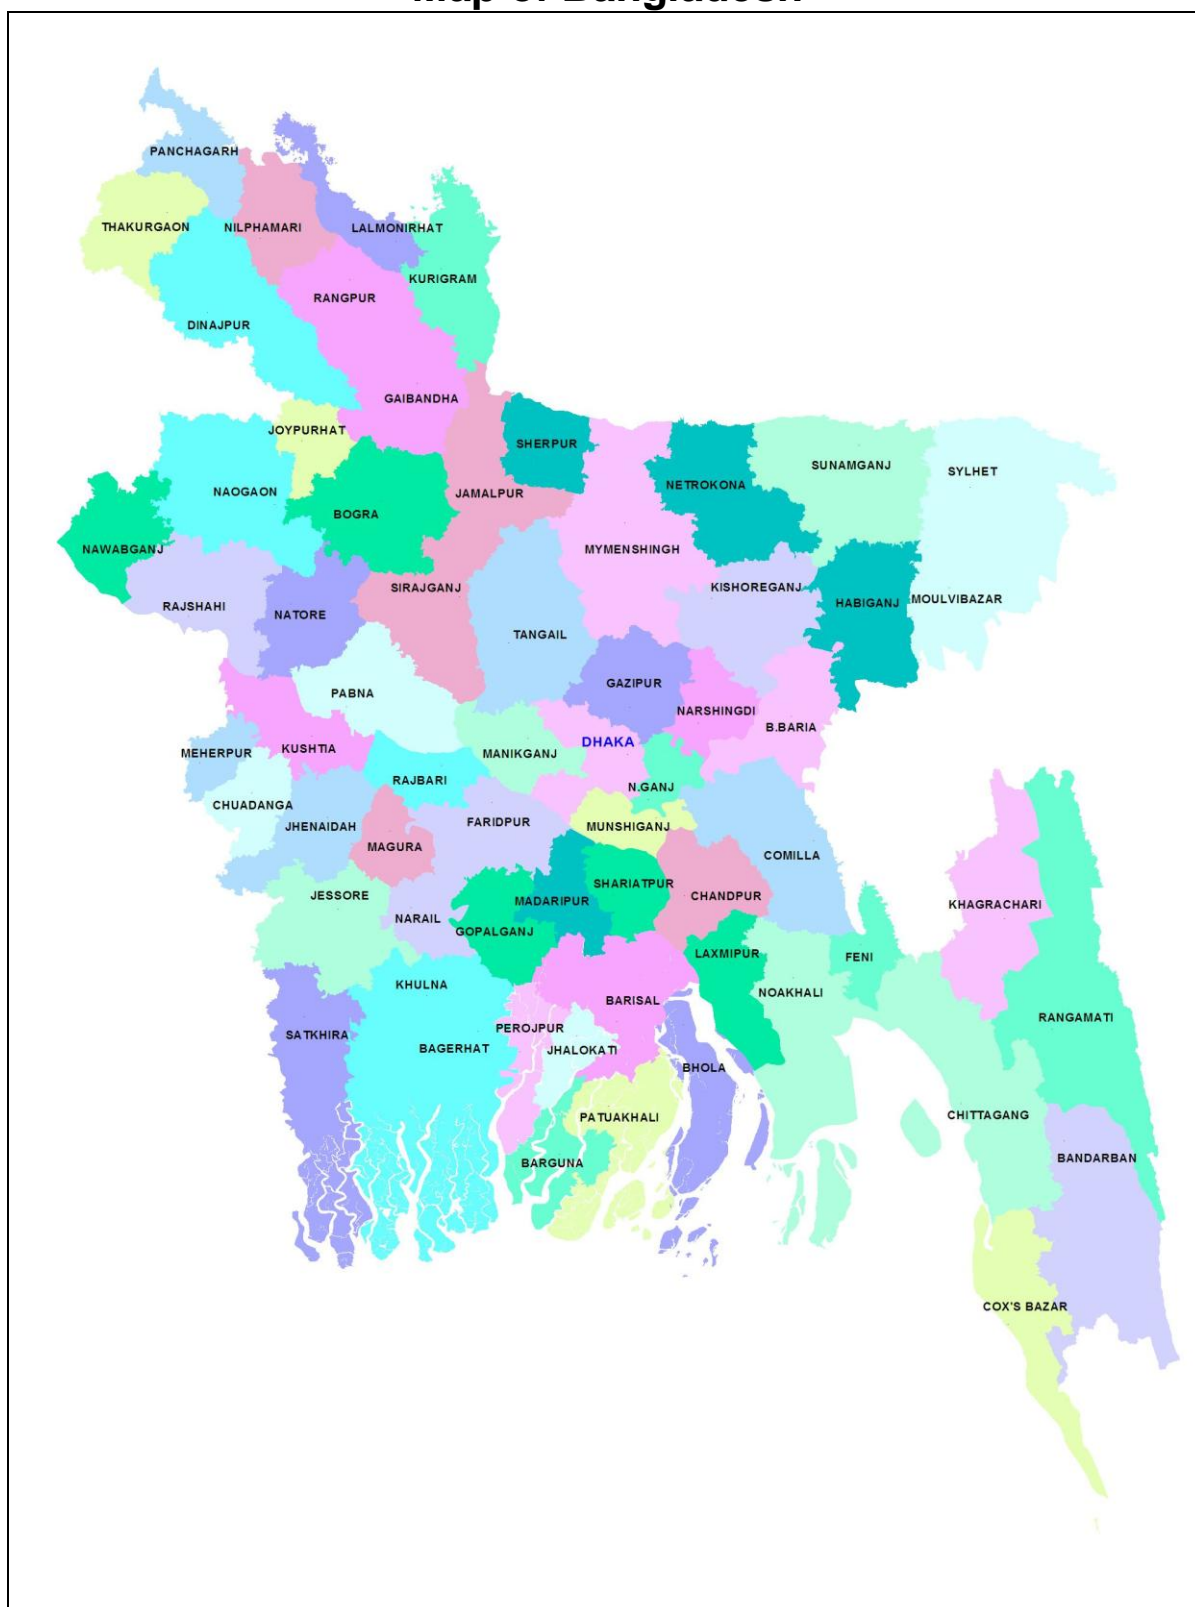 Map of Bangladesh
PANCHAGARH
THAKURGAON
NILPHAMARI
LALMONIRHAT
KURIGRAM
RANGPUR
DINAJPUR
GAIBANDHA
JOYPURHAT
SHERPUR
SUNAMGANJ
SYLHET
NETROKONA
NAOGAON
JAMALPUR
BOGRA
NAWABGANJ
MYMENSHINGH
SIRAJGANJ
KISHOREGANJ
MOULVIBAZAR
RAJSHAHI
HABIGANJ
NATORE
TANGAIL
GAZIPUR
PABNA
NARSHINGDI
B.BARIA
DHAKA
KUSHTIA
MEHERPUR
MANIKGANJ
RAJBARI
N.GANJ
CHUADANGA
FARIDPUR
JHENAIDAH
MUNSHIGANJ
MAGURA
COMILLA
SHARIATPUR
JESSORE
CHANDPUR
MADARIPUR
KHAGRACHARI
NARAIL
GOPALGANJ
LAXMIPUR
FENI
KHULNA
NOAKHALI
BARISAL
RANGAMATI
PEROJPUR
SATKHIRA
BAGERHAT
JHALOKATI
BHOLA
CHITTAGANG
PATUAKHALI
BANDARBAN
BARGUNA
COX'S BAZAR